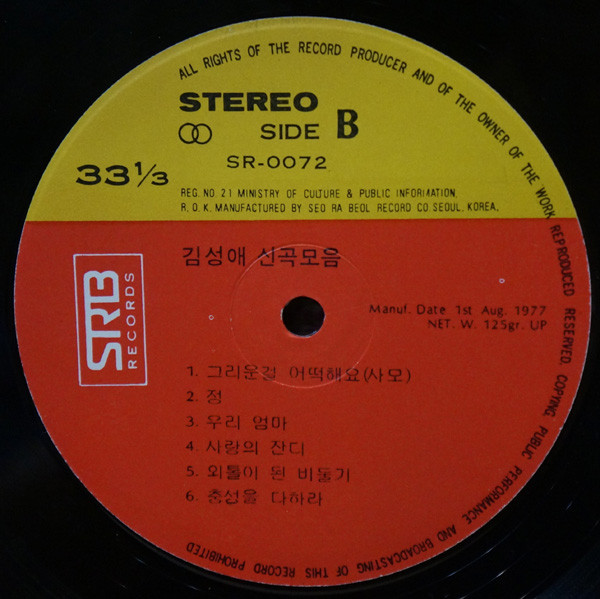 ALL RIGHTS OF THE RECORD PRODUCER AND OF THE OWNER OF THE WORK REPRODUCED RESERVED. COPYING, PUBLIC PERFORMANCE AND BROADCASTING OF THIS RECORD PROHIBITED
STEREO
SIDE B
33 1/3
SR-0072
REG. NO. 21 MINISTRY OF CULTURE & PUBLIC INFORMATION.
R, O, K, MANUFACTURED BY SEO RA BEOL RECORD CO. SEOUL, KOREA,
김성애 신곡모음
SRB
RECORDS
Manuf. Date 1st Aug. 1977
NET. W. 125gr. UP
1. 그리운걸 어떡해요(사모)
2. 정
3. 우리 엄마
4. 사랑의 잔디
5. 외톨이 된 비둘기
6. 충성을 다하라